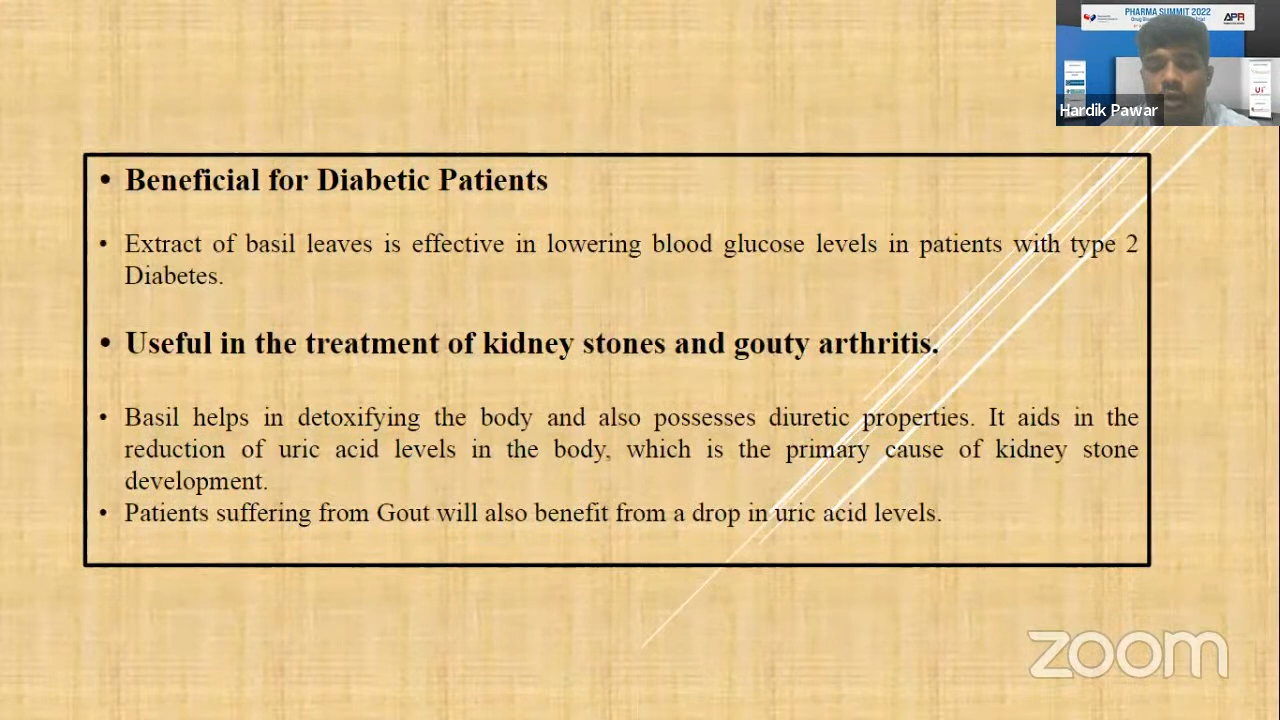 PHARMA SUMMIT 2022
APR
Hardik Pawar
• Beneficial for Diabetic Patients
• Extract of basil leaves is effective in lowering blood glucose levels in patients with type 2
Diabetes.
• Useful in the treatment of kidney stones and gouty arthritis.
• Basil helps in detoxifying the body and also possesses diuretic properties. It aids in the
reduction of uric acid levels in the body, which is the primary cause of kidney stone
development.
• Patients suffering from Gout will also benefit from a drop in uric acid levels.
zoom